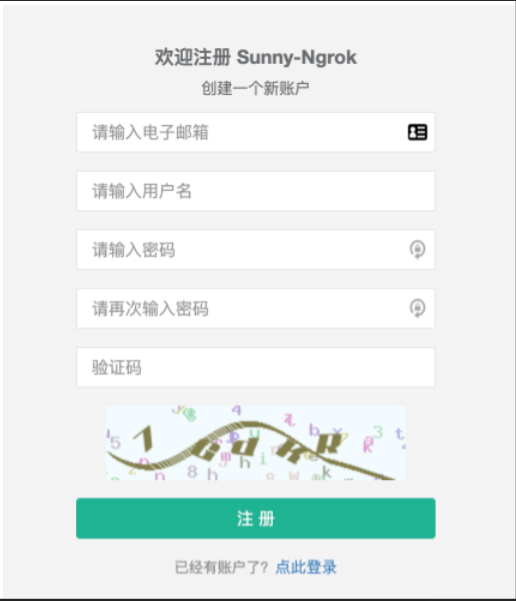 欢迎注册 Sunny-Ngrok
创建一个新账户
请输入电子邮箱
请输入用户名
请输入密码
请再次输入密码
验证码
注 册
已经有账户了? 点此登录